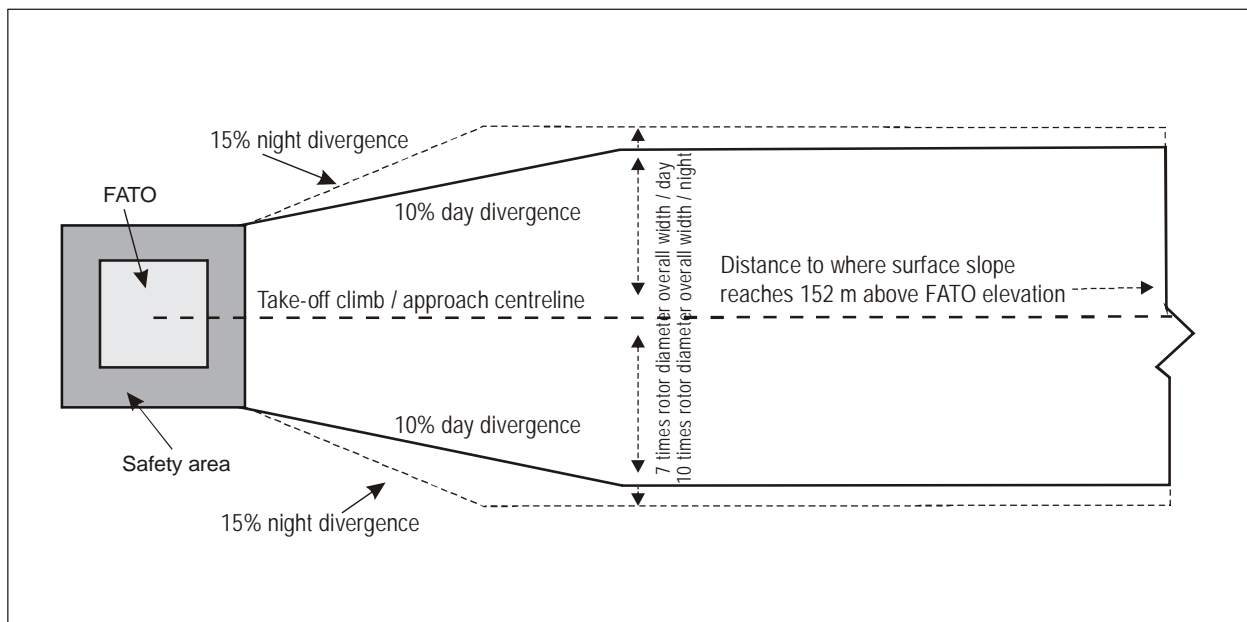 15% night divergence
FATO
10% day divergence
7 times rotor diameter overall width / day
10 times rotor diameter overall width / night
Distance to where surface slope
reaches 152 m above FATO elevation
Take-off climb / approach centreline
10% day divergence
Safety area
15% night divergence